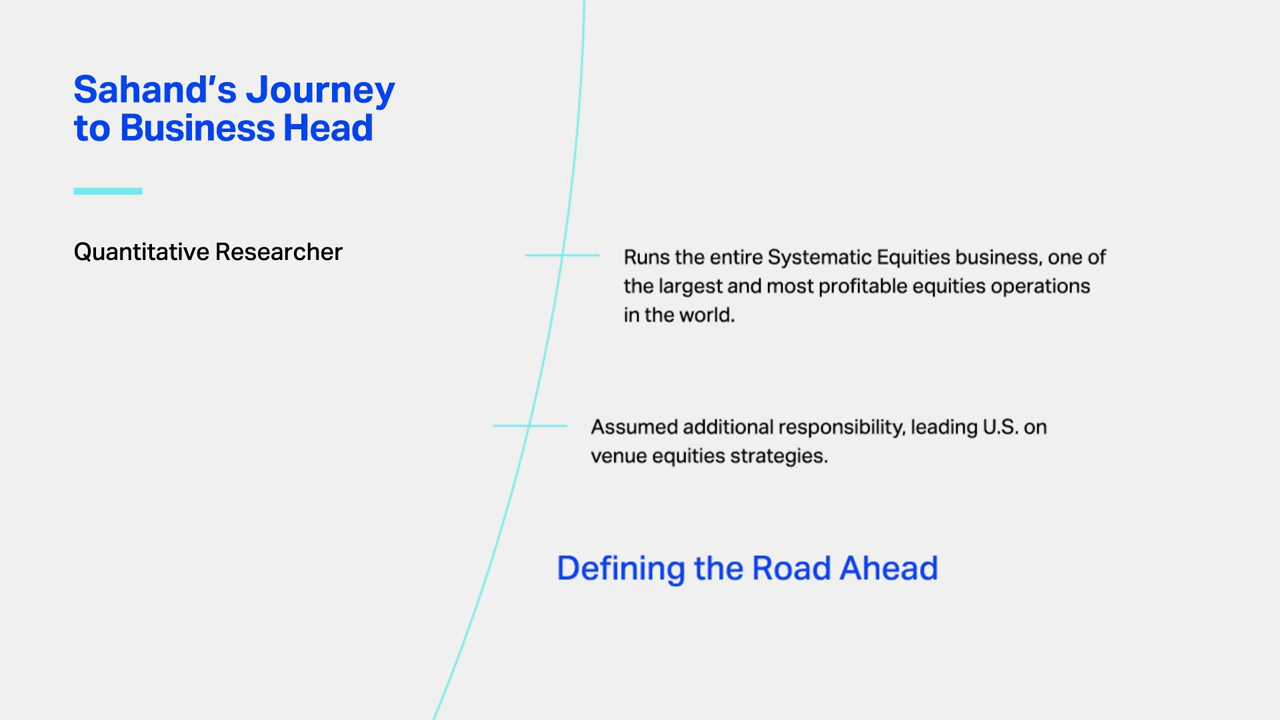 Sahand’s Journey
to Business Head
Quantitative Researcher
Runs the entire Systematic Equities business, one of
the largest and most profitable equities operations
in the world.
Assumed additional responsibility, leading U.S. on
venue equities strategies.
Defining the Road Ahead